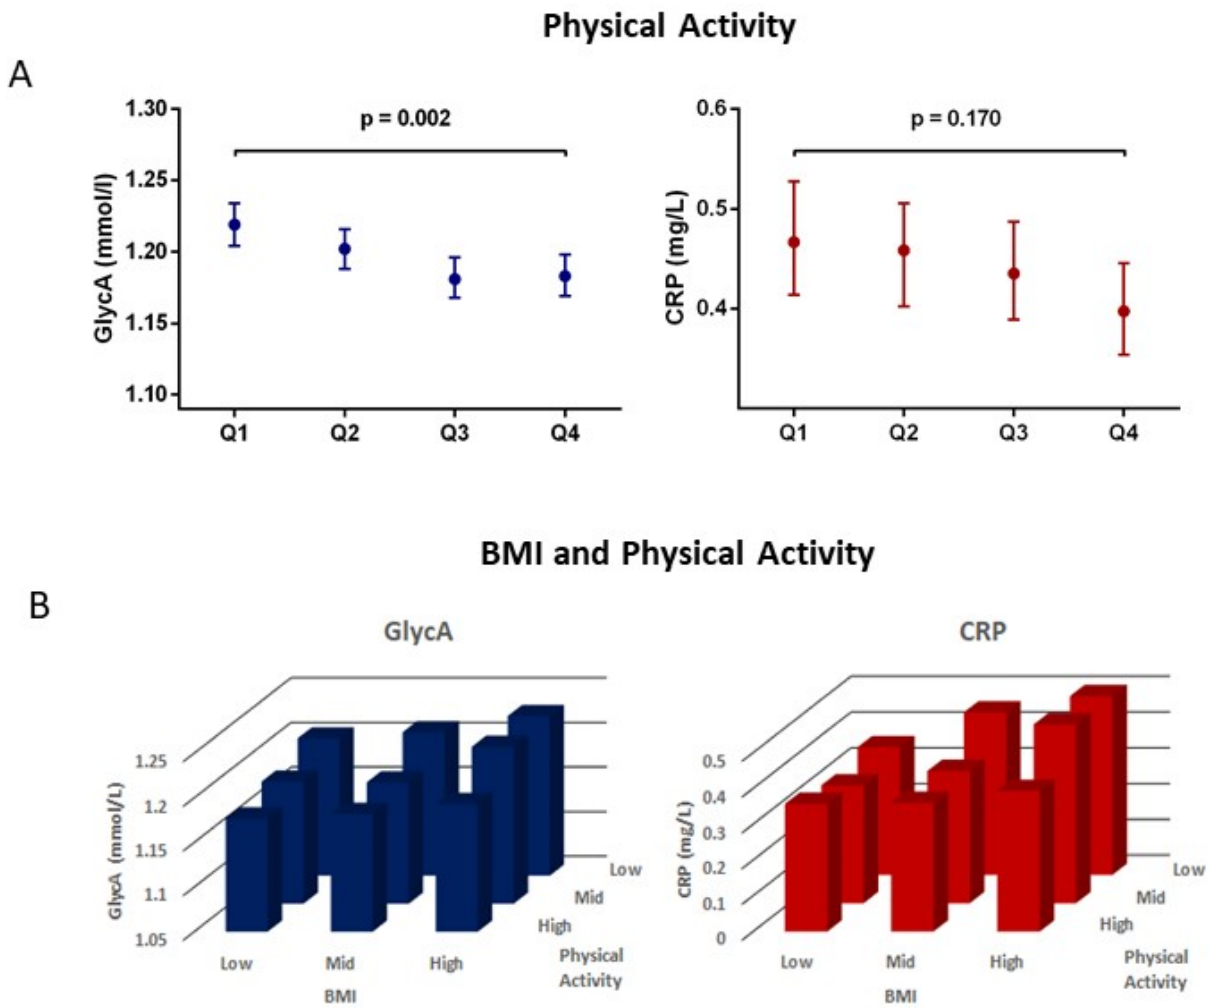 Physical Activity
A
p = 0.002
1.30
1.25
1.20
1.15
1.10
GlycA (mmol/l)
Q1 Q2 Q3 Q4
p = 0.170
0.6
0.5
0.4
CRP (mg/L)
Q1 Q2 Q3 Q4
BMI and Physical Activity
B
GlycA
1.25
1.2
1.15
1.1
1.05
GlycA (mmol/L)
Low Mid High
BMI
Low
Mid
High
Physical
Activity
CRP
0.5
0.4
0.3
0.2
0.1
0
CRP (mg/L)
Low Mid High
BMI
Low
Mid
High
Physical
Activity